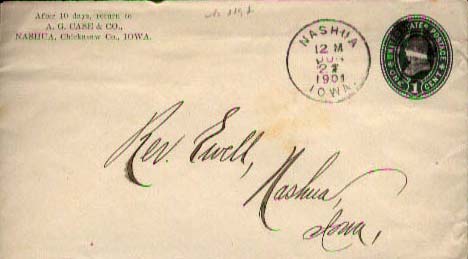 After 10 days, return to
A. G. CASE & CO.,
NASHUA, Chickasaw Co., IOWA.
NASHUA
12 M
1901
IOWA.
UNITED STATES POSTAGE
1
CENT
Rev. Ewell,
Nashua,
Iowa,